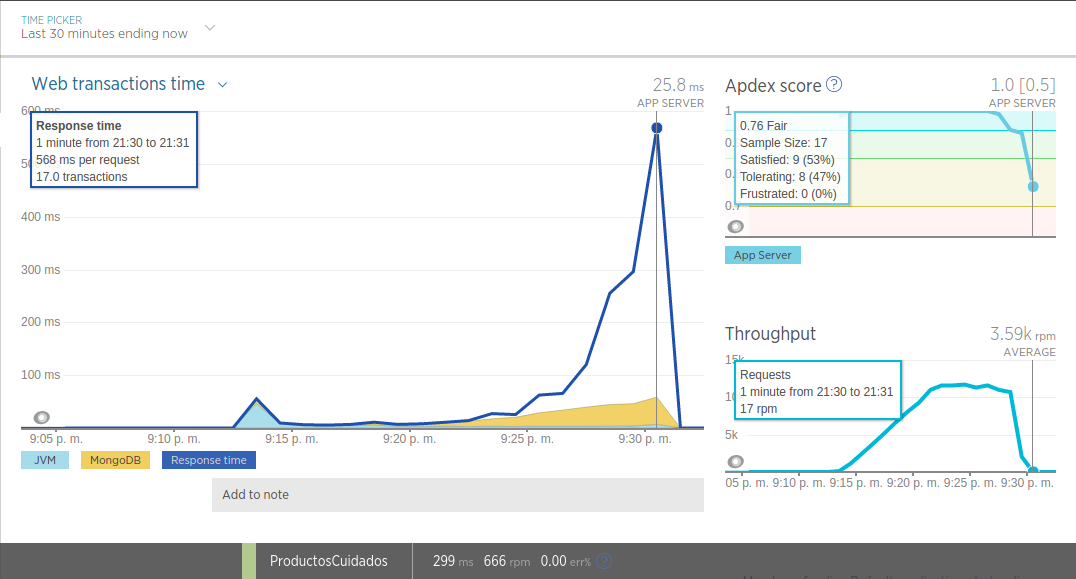 TIME PICKER
Last 30 minutes ending now
Web transactions time
25.8 ms
APP SERVER
600 ms
Response time
1 minute from 21:30 to 21:31
568 ms per request
17.0 transactions
400 ms
300 ms
200 ms
100 ms
9:05 p. m. 9:10 p. m. 9:15 p. m. 9:20 p. m. 9:25 p. m. 9:30 p. m.
JVM MongoDB Response time
Add to note
Apdex score ?
1.0 [0.5]
APP SERVER
1
0.76 Fair
Sample Size: 17
Satisfied: 9 (53%)
Tolerating: 8 (47%)
Frustrated: 0 (0%)
0.7
App Server
Throughput
3.59k rpm
AVERAGE
15k
Requests
1 minute from 21:30 to 21:31
17 rpm
5k
05 p. m. 9:10 p. m. 9:15 p. m. 9:20 p. m. 9:25 p. m. 9:30 p. m.
ProductosCuidados 299 ms 666 rpm 0.00 err% ?